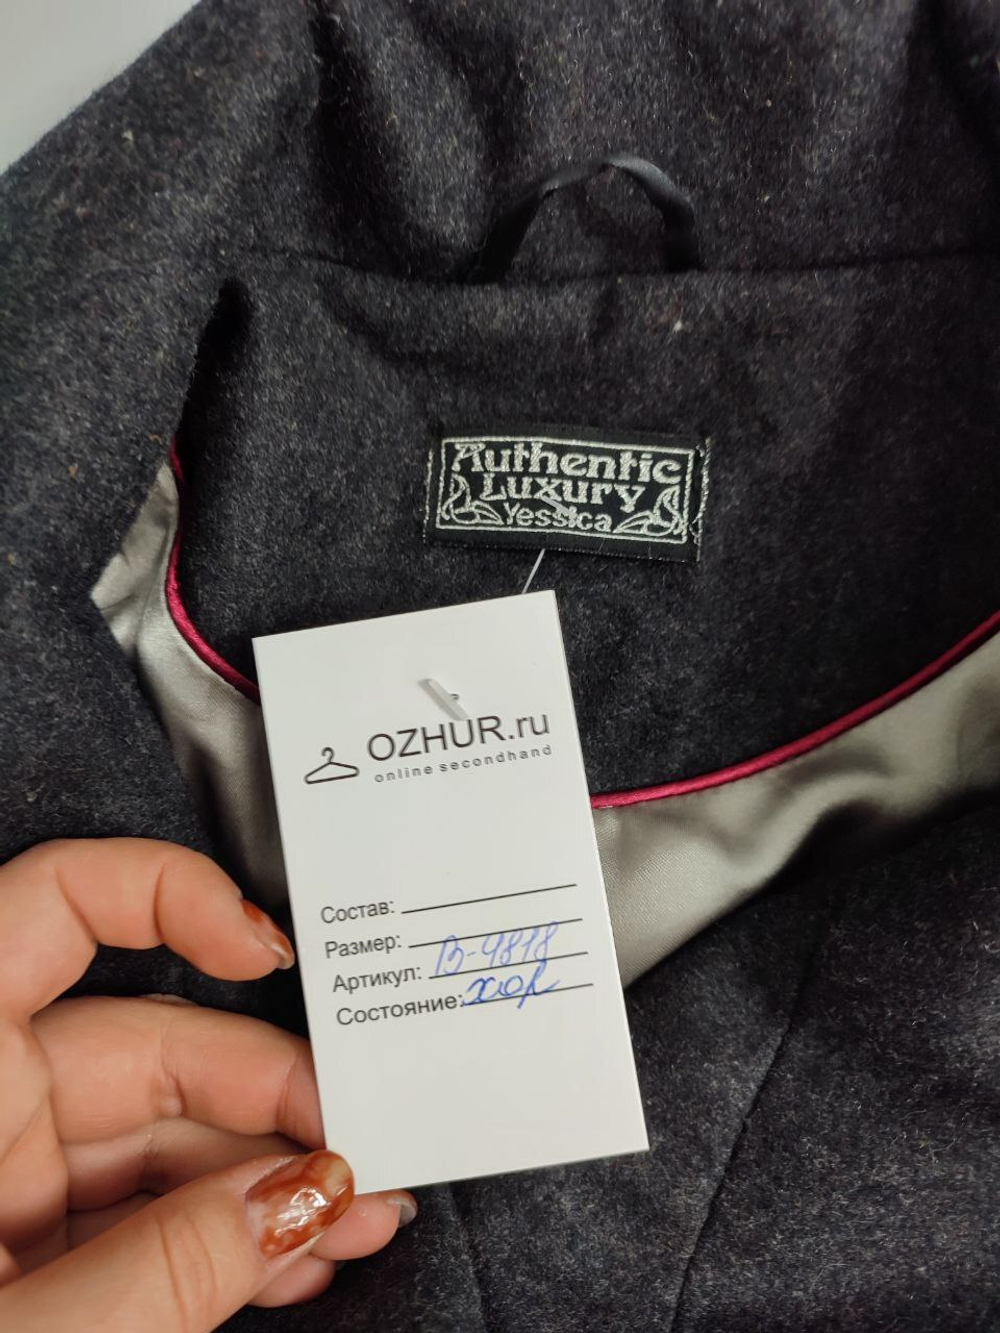 Authentic
Luxury
Yessica
OZHUR.ru
online secondhand
Состав:
Размер:
Артикул: В-4818
Состояние: хор